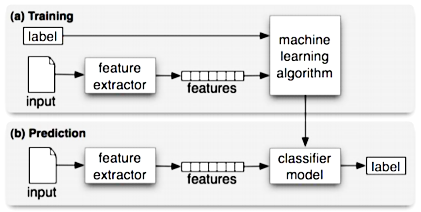 (a) Training
label
machine
learning
algorithm
feature
extractor
input
features
(b) Prediction
feature
extractor
classifier
model
label
input
features